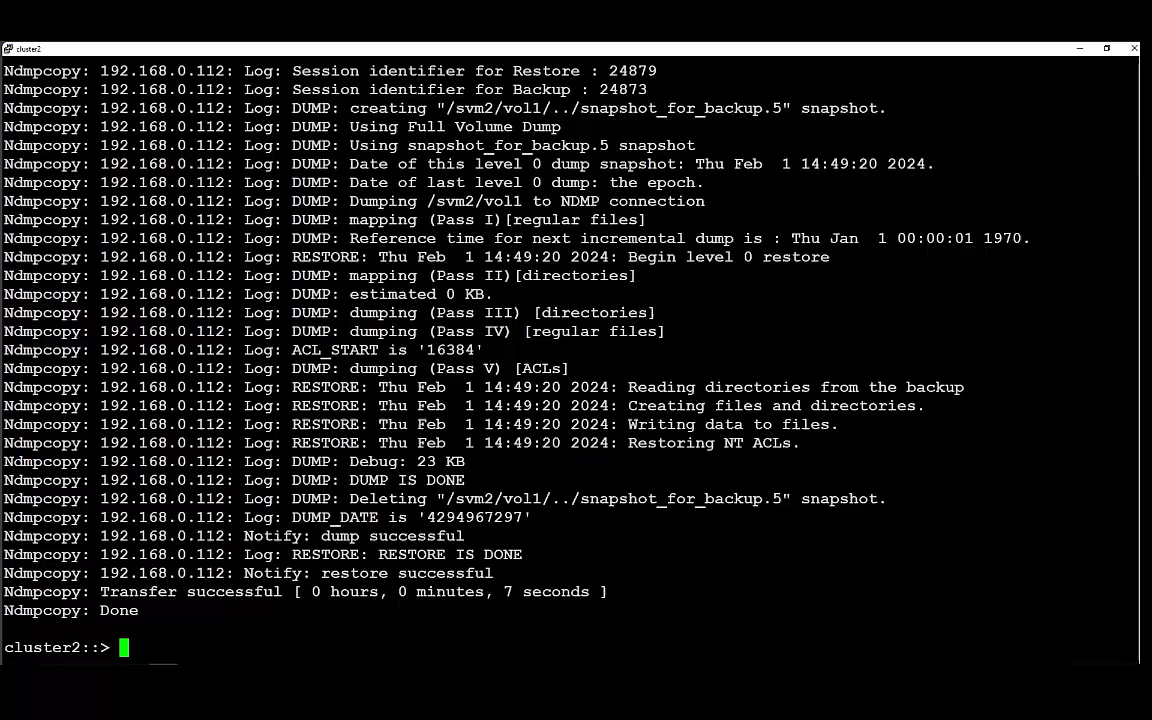 cluster2
Ndmpcopy: 192.168.0.112: Log: Session identifier for Restore : 24879
Ndmpcopy: 192.168.0.112: Log: Session identifier for Backup : 24873
Ndmpcopy: 192.168.0.112: Log: DUMP: creating "/svm2/vol1/../snapshot_for_backup.5" snapshot.
Ndmpcopy: 192.168.0.112: Log: DUMP: Using Full Volume Dump
Ndmpcopy: 192.168.0.112: Log: DUMP: Using snapshot_for_backup.5 snapshot
Ndmpcopy: 192.168.0.112: Log: DUMP: Date of this level 0 dump snapshot: Thu Feb  1 14:49:20 2024.
Ndmpcopy: 192.168.0.112: Log: DUMP: Date of last level 0 dump: the epoch.
Ndmpcopy: 192.168.0.112: Log: DUMP: Dumping /svm2/vol1 to NDMP connection
Ndmpcopy: 192.168.0.112: Log: DUMP: mapping (Pass I)[regular files]
Ndmpcopy: 192.168.0.112: Log: DUMP: Reference time for next incremental dump is : Thu Jan  1 00:00:01 1970.
Ndmpcopy: 192.168.0.112: Log: RESTORE: Thu Feb  1 14:49:20 2024: Begin level 0 restore
Ndmpcopy: 192.168.0.112: Log: DUMP: mapping (Pass II)[directories]
Ndmpcopy: 192.168.0.112: Log: DUMP: estimated 0 KB.
Ndmpcopy: 192.168.0.112: Log: DUMP: dumping (Pass III) [directories]
Ndmpcopy: 192.168.0.112: Log: DUMP: dumping (Pass IV) [regular files]
Ndmpcopy: 192.168.0.112: Log: ACL_START is '16384'
Ndmpcopy: 192.168.0.112: Log: DUMP: dumping (Pass V) [ACLs]
Ndmpcopy: 192.168.0.112: Log: RESTORE: Thu Feb  1 14:49:20 2024: Reading directories from the backup
Ndmpcopy: 192.168.0.112: Log: RESTORE: Thu Feb  1 14:49:20 2024: Creating files and directories.
Ndmpcopy: 192.168.0.112: Log: RESTORE: Thu Feb  1 14:49:20 2024: Writing data to files.
Ndmpcopy: 192.168.0.112: Log: RESTORE: Thu Feb  1 14:49:20 2024: Restoring NT ACLs.
Ndmpcopy: 192.168.0.112: Log: DUMP: Debug: 23 KB
Ndmpcopy: 192.168.0.112: Log: DUMP: DUMP IS DONE
Ndmpcopy: 192.168.0.112: Log: DUMP: Deleting "/svm2/vol1/../snapshot_for_backup.5" snapshot.
Ndmpcopy: 192.168.0.112: Log: DUMP_DATE is '4294967297'
Ndmpcopy: 192.168.0.112: Notify: dump successful
Ndmpcopy: 192.168.0.112: Log: RESTORE: RESTORE IS DONE
Ndmpcopy: 192.168.0.112: Notify: restore successful
Ndmpcopy: Transfer successful [ 0 hours, 0 minutes, 7 seconds ]
Ndmpcopy: Done
cluster2::>